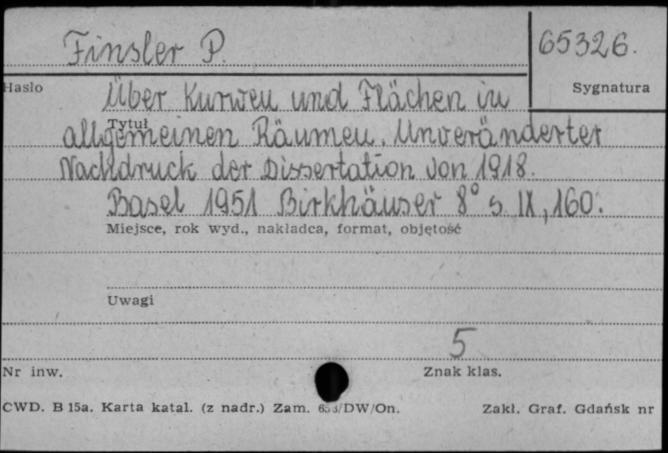 Finsler P.
65326.
Hasło
Sygnatura
Über Kurwen und Flächen in
Tytuł
allgemeinen Räumen. Unveränderter
Nachdruck der Dissertation von 1918.
Basel 1951 Birkhäuser 8° s. IX, 160.
Miejsce, rok wyd., nakładca, format, objętość
Uwagi
5
Nr inw.
Znak klas.
CWD. B 15a. Karta katal. (z nadr.) Zam. /DW/On.
Zakł. Graf. Gdańsk nr